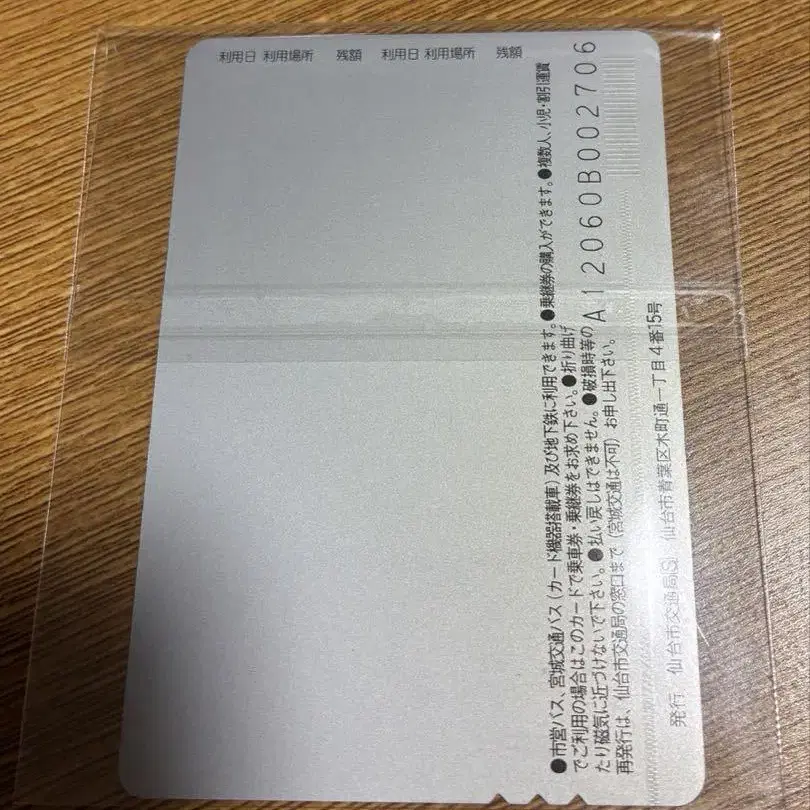 利用日 利用場所 残額 利用日 利用場所 残額
●市営バス、宮城交通バス（カード機器搭載車）及び地下鉄に利用できます。●乗継券の購入ができます。●複数人、小児・割引運賃
でご利用の場合はこのカードで乗車券・乗継券をお求め下さい。●折り曲げ
たり磁気に近づけないで下さい。●払い戻しはできません。●破損時等の
再発行は、仙台市交通局の窓口まで（宮城交通は不可）お申し出下さい。
A12060B002706
発行 仙台市交通局S 仙台市青葉区木町通一丁目4番15号